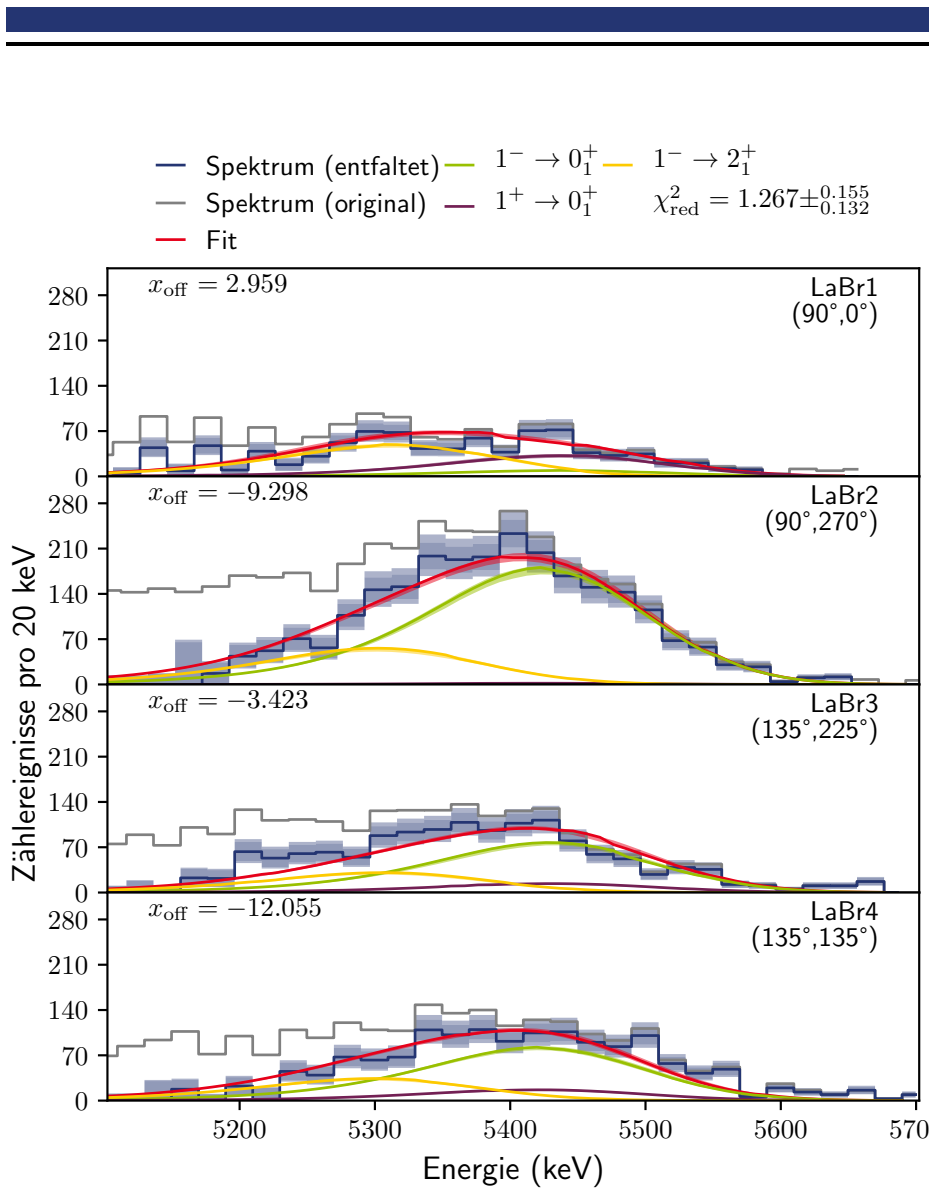 Spektrum (entfaltet) 1⁻ → 0₁⁺ 1⁻ → 2₁⁺
Spektrum (original) 1⁺ → 0₁⁺ χ²_red = 1.267±^0.155_0.132
Fit
x_off = 2.959 LaBr1
(90°,0°)
280
210
140
70
0
x_off = −9.298 LaBr2
(90°,270°)
280
210
140
70
0
x_off = −3.423 LaBr3
(135°,225°)
280
210
140
70
0
x_off = −12.055 LaBr4
(135°,135°)
280
210
140
70
0
Zählereignisse pro 20 keV
5200 5300 5400 5500 5600 570
Energie (keV)